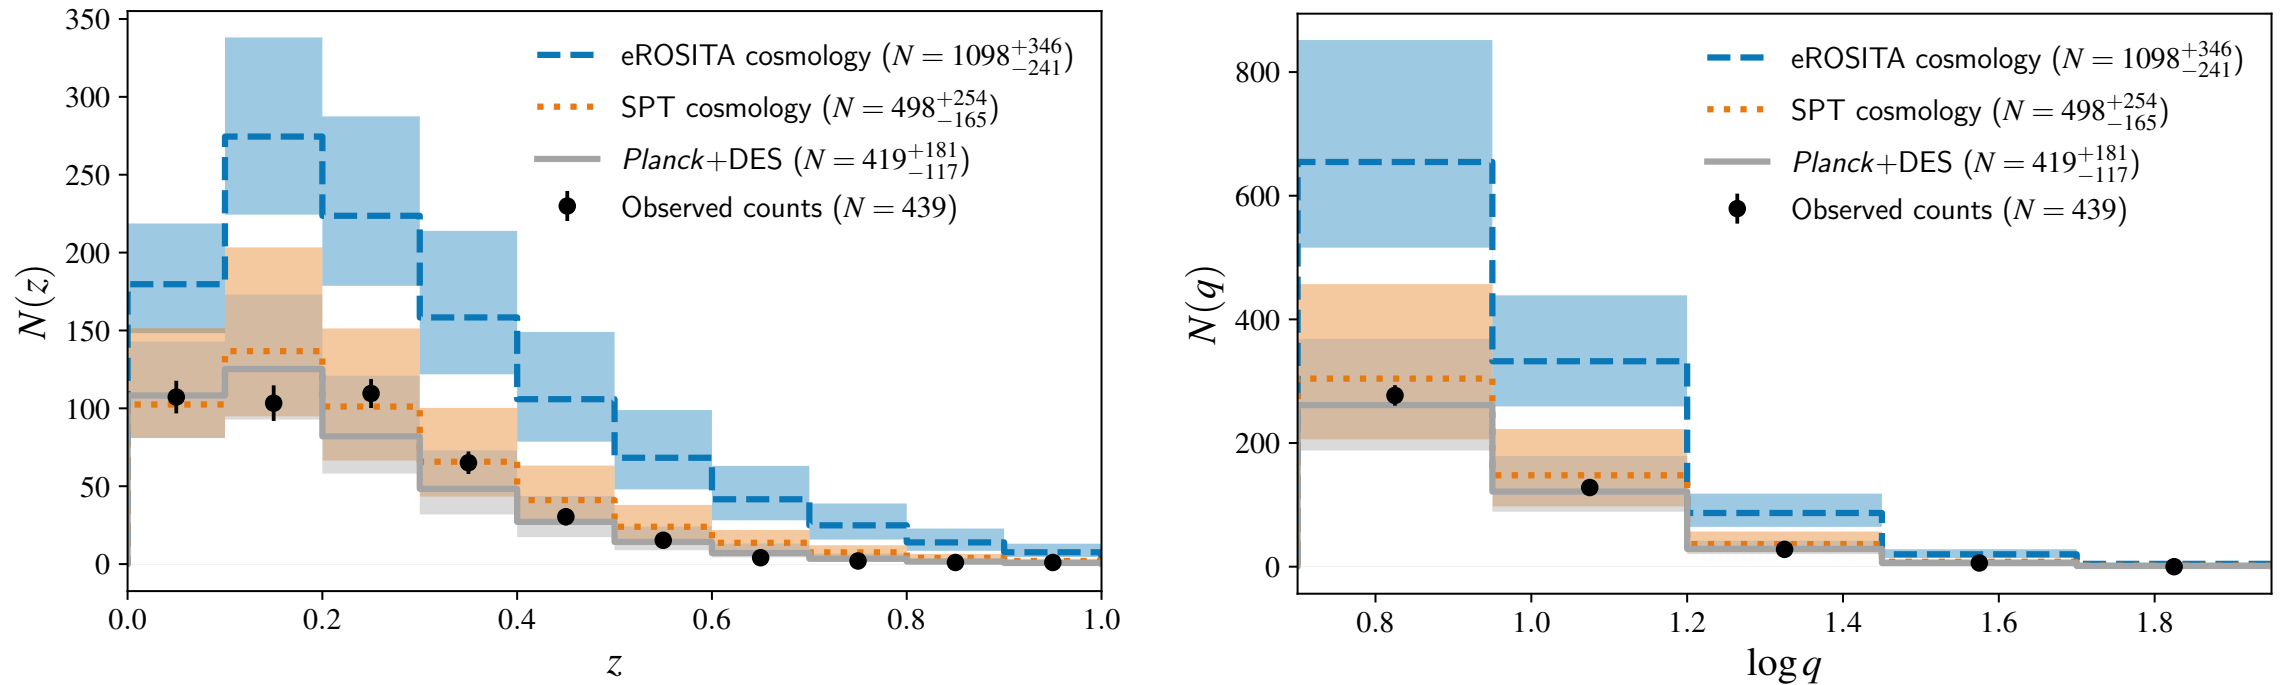 350
300
250
200
150
100
50
0
N(z)
0.0 0.2 0.4 0.6 0.8 1.0
z
eROSITA cosmology (N = 1098+346−241)
SPT cosmology (N = 498+254−165)
Planck+DES (N = 419+181−117)
Observed counts (N = 439)
800
600
400
200
0
N(q)
0.8 1.0 1.2 1.4 1.6 1.8
log q
eROSITA cosmology (N = 1098+346−241)
SPT cosmology (N = 498+254−165)
Planck+DES (N = 419+181−117)
Observed counts (N = 439)